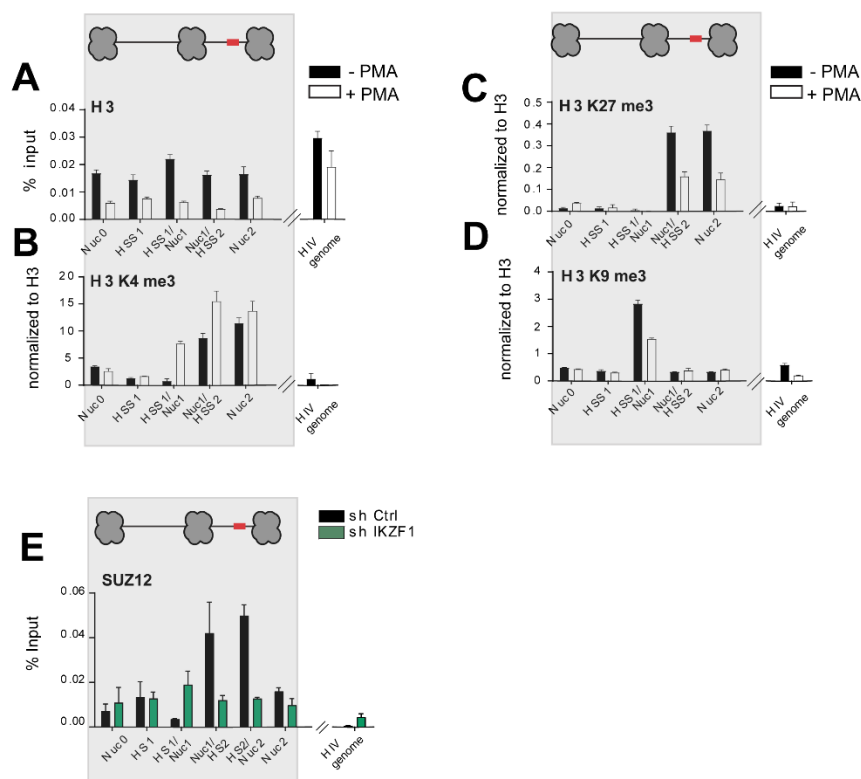 A
- PMA
+ PMA
H 3
% input
0.04
0.03
0.02
0.01
0.00
N uc 0
H SS 1
H SS 1/
Nuc1
Nuc1/
H SS2
N uc 2
H IV
genome
B
H 3 K4 me3
normalized to H3
20
15
10
5
0
N uc 0
H SS 1
H SS 1/
Nuc1
Nuc1/
H SS2
N uc 2
H IV
genome
C
- PMA
+ PMA
H 3 K27 me3
normalized to H3
0.5
0.4
0.3
0.2
0.1
0.0
N uc 0
H SS 1
H SS 1/
Nuc1
Nuc1/
H SS 2
N uc 2
H IV
genome
D
H 3 K9 me3
normalized to H3
4
3
2
1
0
N uc 0
H SS 1
H SS 1/
Nuc1
Nuc1/
H SS 2
N uc 2
H IV
genome
E
sh Ctrl
sh IKZF1
SUZ12
% Input
0.06
0.04
0.02
0.00
N uc 0
H S 1
H S 1/
Nuc1
Nuc1/
H S2
H S2/
N uc 2
N uc 2
H IV
genome